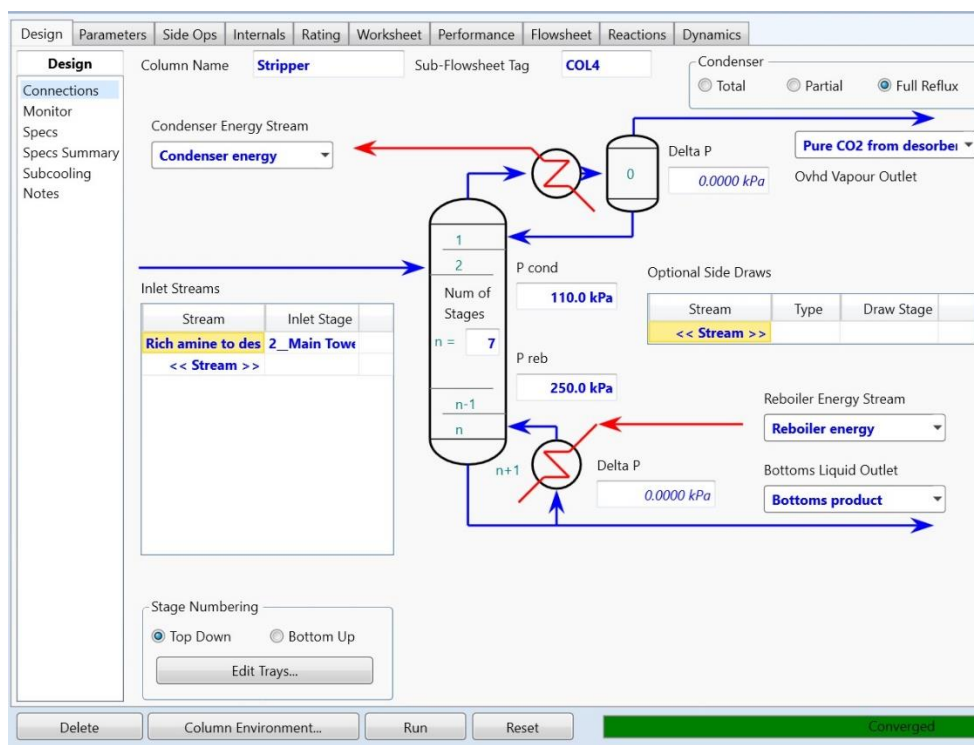 Design Parameters Side Ops Internals Rating Worksheet Performance Flowsheet Reactions Dynamics
Design
Connections
Monitor
Specs
Specs Summary
Subcooling
Notes
Column Name Stripper Sub-Flowsheet Tag COL4
Condenser
Total Partial Full Reflux
Condenser Energy Stream
Condenser energy
Delta P
0.0000 kPa
Pure CO2 from desorber
Ovhd Vapour Outlet
0
1
2
Num of
Stages
n = 7
n-1
n
n+1
P cond
110.0 kPa
P reb
250.0 kPa
Inlet Streams
Stream Inlet Stage
Rich amine to des 2__Main Towe
<< Stream >>
Optional Side Draws
Stream Type Draw Stage
<< Stream >>
Reboiler Energy Stream
Reboiler energy
Delta P
0.0000 kPa
Bottoms Liquid Outlet
Bottoms product
Stage Numbering
Top Down Bottom Up
Edit Trays...
Delete Column Environment... Run Reset Converged